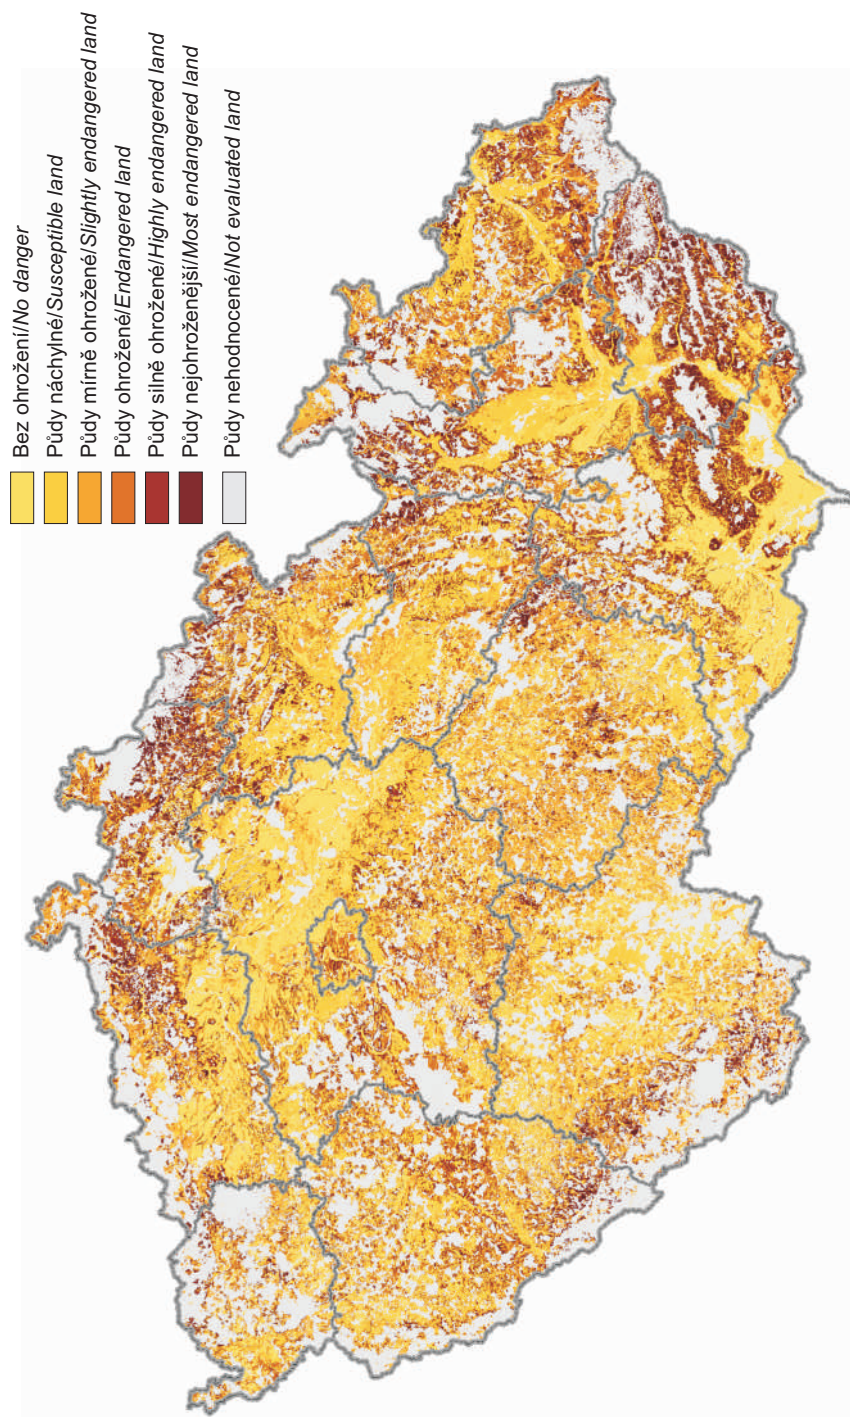 Bez ohrožení/No danger
Půdy náchylné/Susceptible land
Půdy mírně ohrožené/Slightly endangered land
Půdy ohrožené/Endangered land
Půdy silně ohrožené/Highly endangered land
Půdy nejohroženější/Most endangered land
Půdy nehodnocené/Not evaluated land